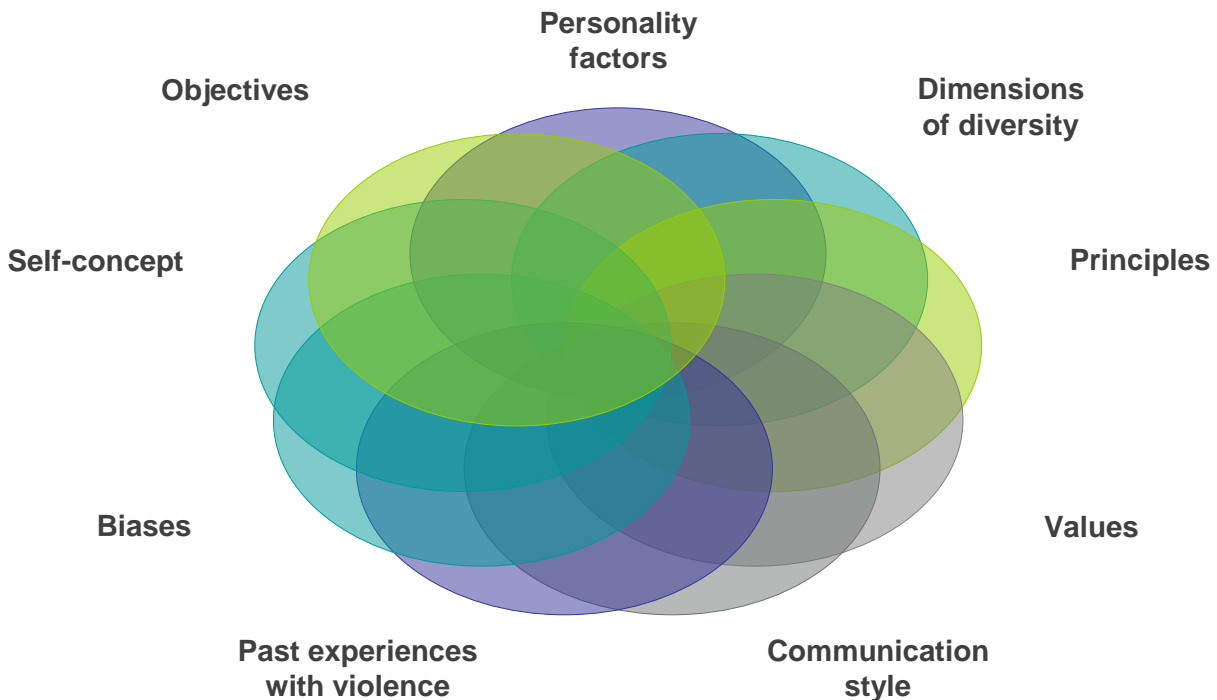 Personality
factors
Objectives
Dimensions
of diversity
Self-concept
Principles
Biases
Values
Past experiences
with violence
Communication
style